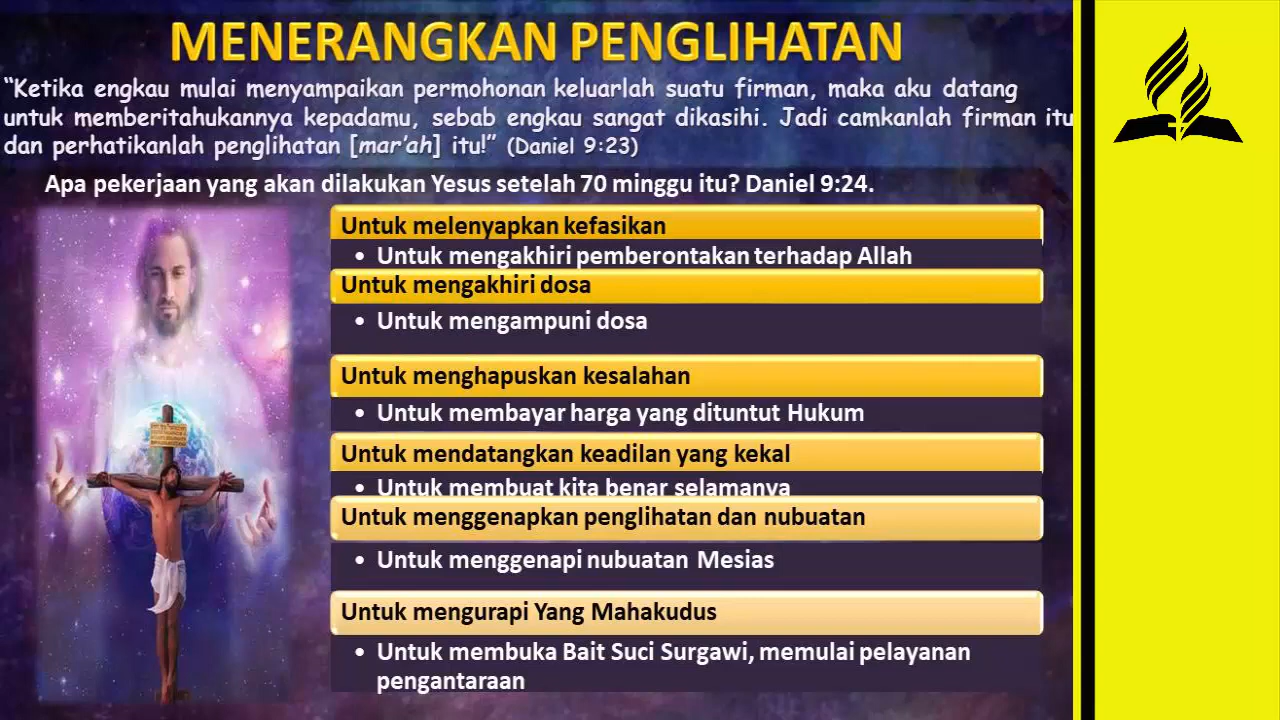 MENERANGKAN PENGLIHATAN
“Ketika engkau mulai menyampaikan permohonan keluarlah suatu firman, maka aku datang
untuk memberitahukannya kepadamu, sebab engkau sangat dikasihi. Jadi camkanlah firman itu
dan perhatikanlah penglihatan [mar’ah] itu!” (Daniel 9:23)
Apa pekerjaan yang akan dilakukan Yesus setelah 70 minggu itu? Daniel 9:24.
Untuk melenyapkan kefasikan
• Untuk mengakhiri pemberontakan terhadap Allah
Untuk mengakhiri dosa
• Untuk mengampuni dosa
Untuk menghapuskan kesalahan
• Untuk membayar harga yang dituntut Hukum
Untuk mendatangkan keadilan yang kekal
• Untuk membuat kita benar selamanya
Untuk menggenapkan penglihatan dan nubuatan
• Untuk menggenapi nubuatan Mesias
Untuk mengurapi Yang Mahakudus
• Untuk membuka Bait Suci Surgawi, memulai pelayanan
pengantaraan